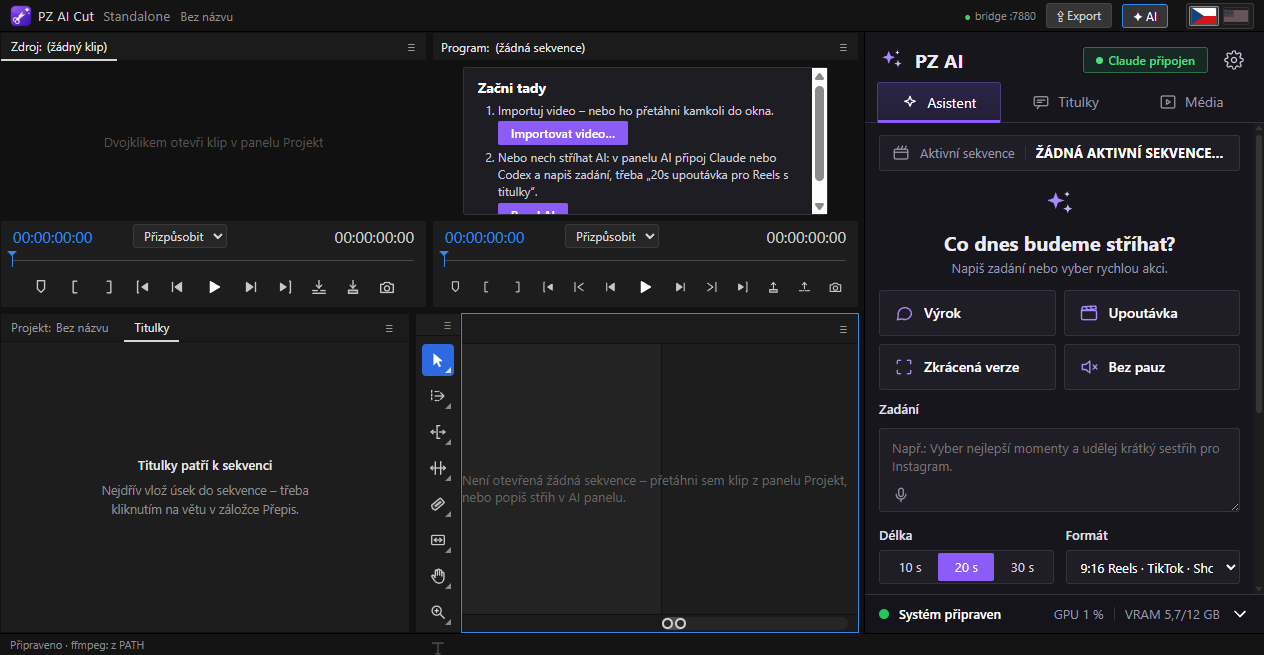 PZ AI Cut Standalone Bez názvu
bridge :7880 Export AI
Zdroj: (žádný klip)
Dvojklikem otevři klip v panelu Projekt
00:00:00:00 Přizpůsobit 00:00:00:00
Program: (žádná sekvence)
Začni tady
1. Importuj video – nebo ho přetáhni kamkoli do okna.
Importovat video...
2. Nebo nech stříhat AI: v panelu AI připoj Claude nebo
Codex a napiš zadání, třeba „20s upoutávka pro Reels s
titulky“.
00:00:00:00 Přizpůsobit 00:00:00:00
Projekt: Bez názvu Titulky
Titulky patří k sekvenci
Nejdřív vlož úsek do sekvence – třeba
kliknutím na větu v záložce Přepis.
Není otevřená žádná sekvence – přetáhni sem klip z panelu Projekt,
nebo popiš střih v AI panelu.
PZ AI Claude připojen
Asistent Titulky Média
Aktivní sekvence ŽÁDNÁ AKTIVNÍ SEKVENCE...
Co dnes budeme stříhat?
Napiš zadání nebo vyber rychlou akci.
Výrok Upoutávka
Zkrácená verze Bez pauz
Zadání
Např.: Vyber nejlepší momenty a udělej krátký sestřih pro
Instagram.
Délka Formát
10 s 20 s 30 s 9:16 Reels · TikTok · Shc
Systém připraven GPU 1 % VRAM 5,7/12 GB
Připraveno · ffmpeg: z PATH